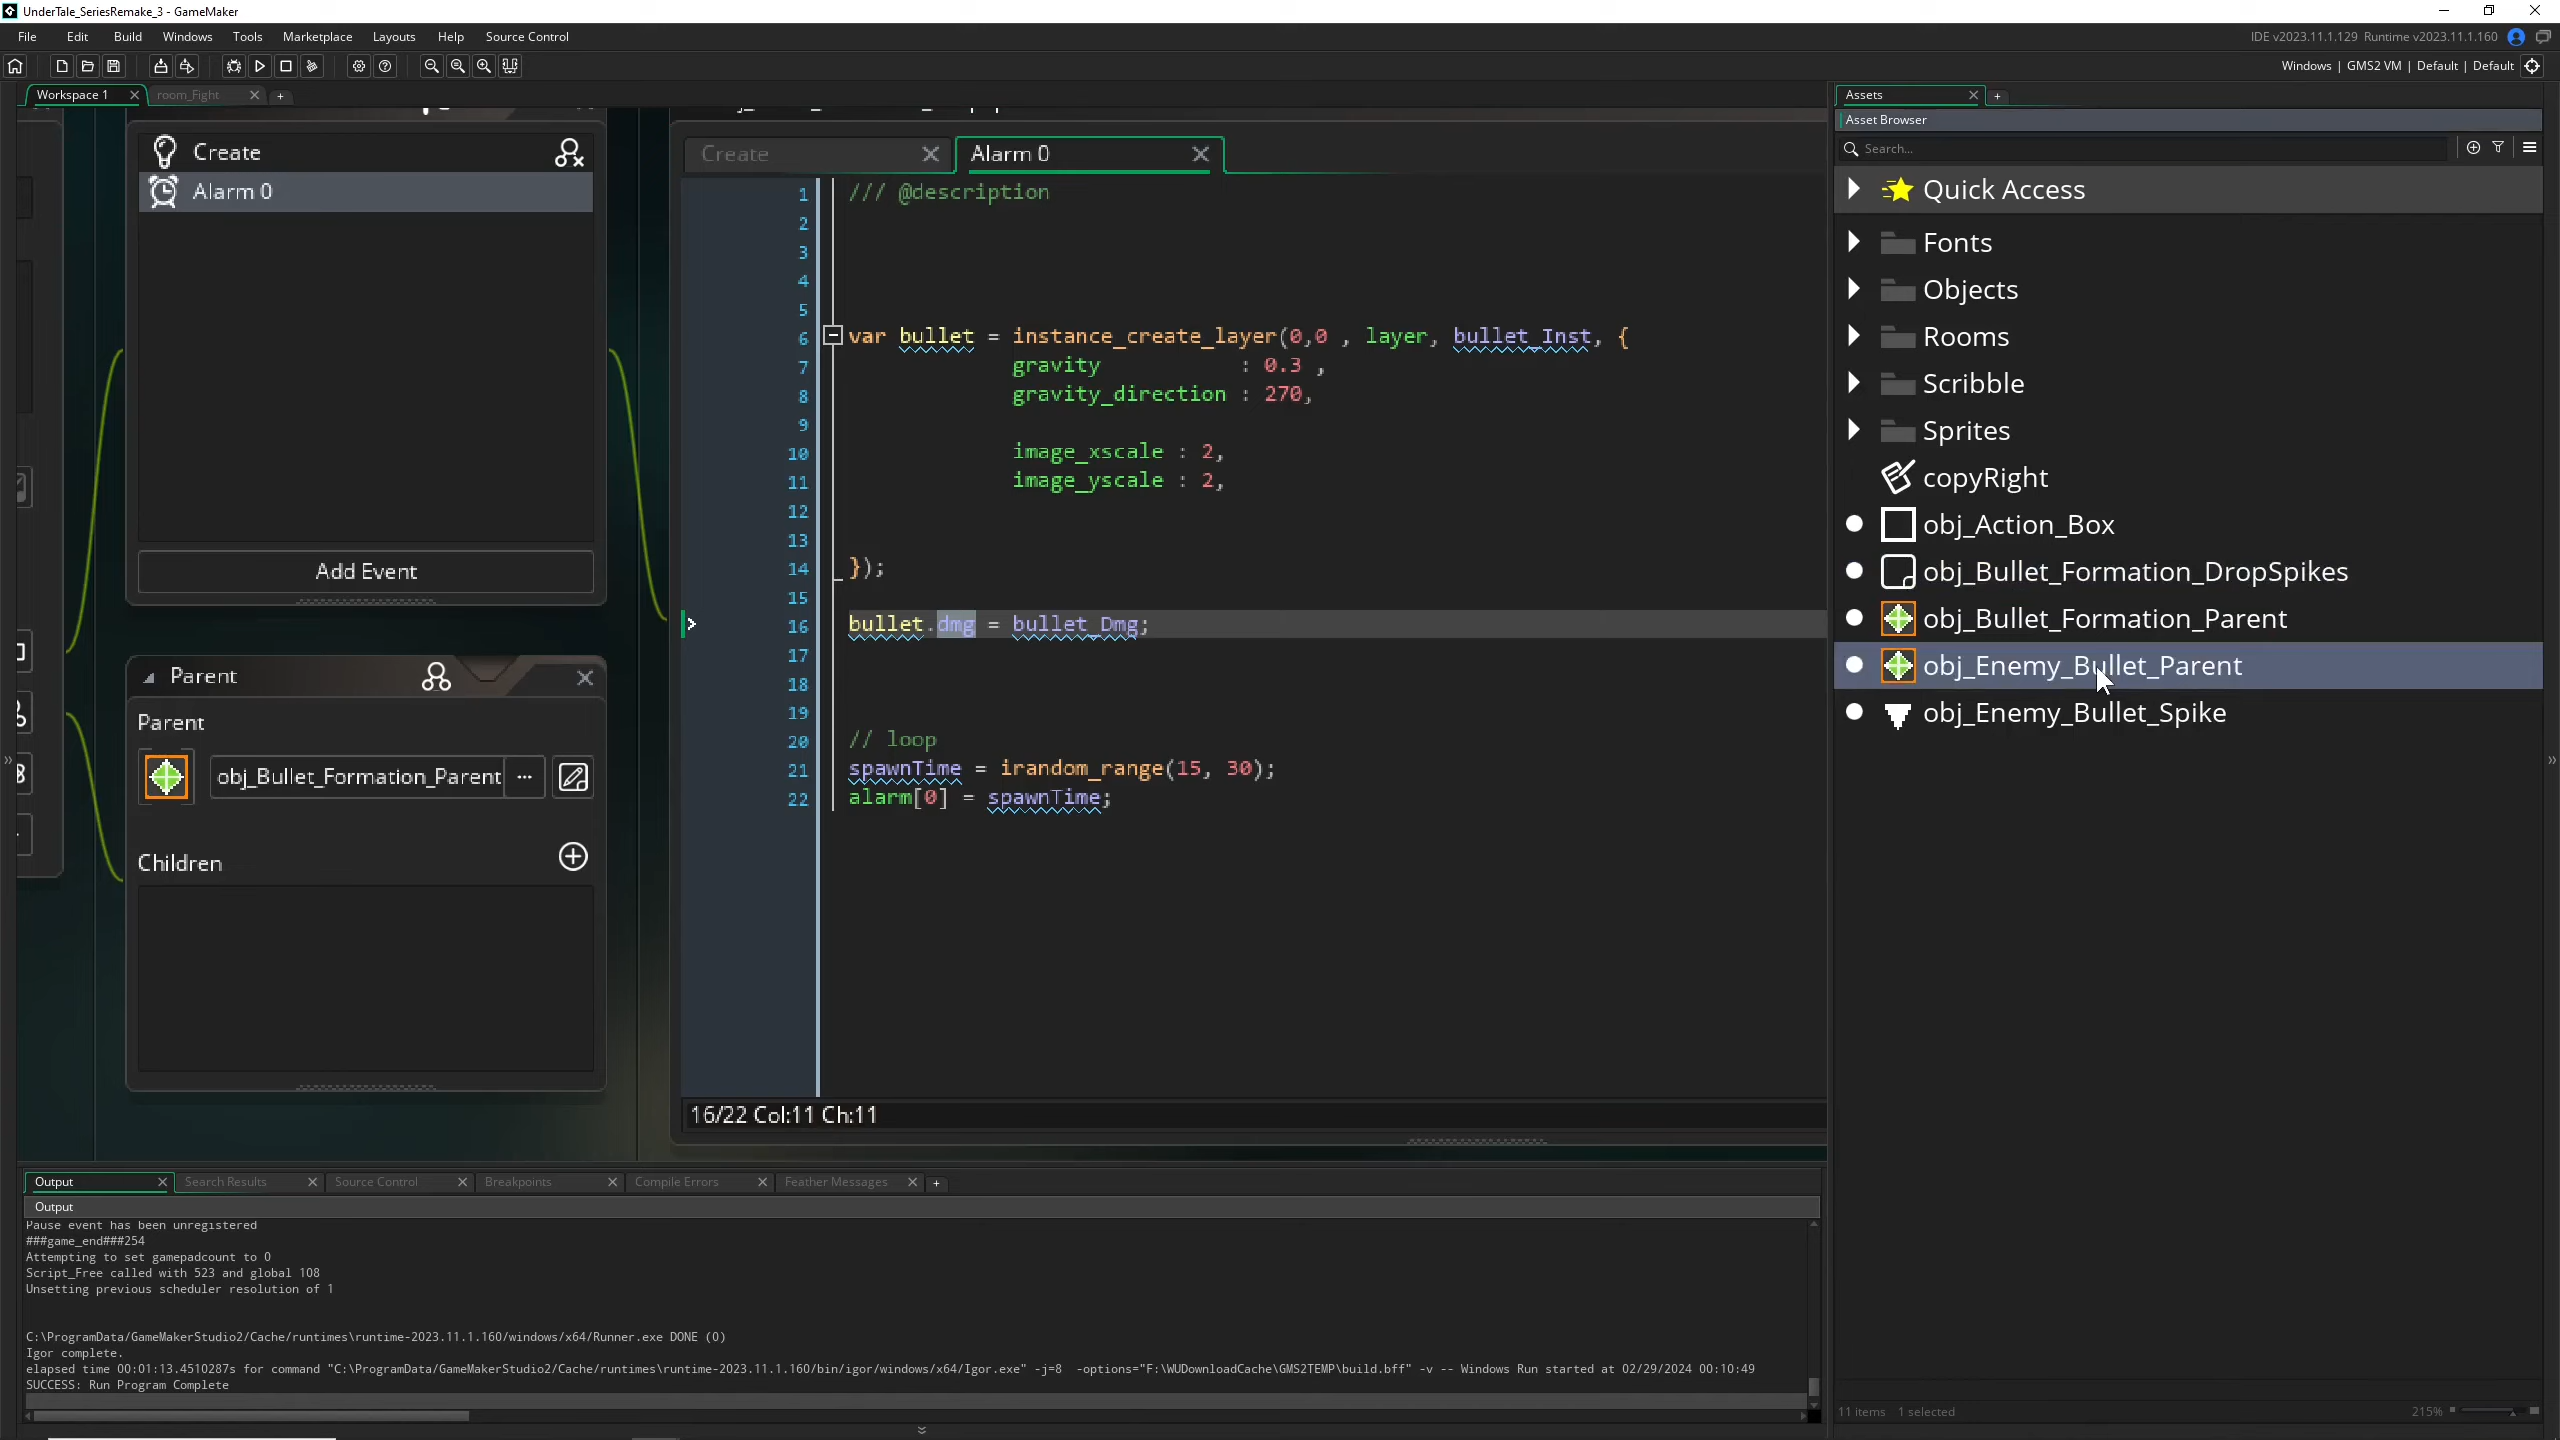 UnderTale_SeriesRemake_3 - GameMaker
File Edit Build Windows Tools Marketplace Layouts Help Source Control
IDE v2023.11.1.129 Runtime v2023.11.1.160
Windows | GMS2 VM | Default | Default
Workspace 1
room_Fight
Create
Alarm 0
Add Event
Parent
Parent
obj_Bullet_Formation_Parent
...
Children
Create
Alarm 0
1 /// @description
2
3
4
5
6 var bullet = instance_create_layer(0,0 , layer, bullet_Inst, {
7 gravity : 0.3 ,
8 gravity_direction : 270,
9
10 image_xscale : 2,
11 image_yscale : 2,
12
13
14 });
15
16 bullet.dmg = bullet_Dmg;
17
18
19
20 // loop
21 spawnTime = irandom_range(15, 30);
22 alarm[0] = spawnTime;
16/22 Col:11 Ch:11
Assets
Asset Browser
Search...
Quick Access
Fonts
Objects
Rooms
Scribble
Sprites
copyRight
obj_Action_Box
obj_Bullet_Formation_DropSpikes
obj_Bullet_Formation_Parent
obj_Enemy_Bullet_Parent
obj_Enemy_Bullet_Spike
11 items 1 selected
215%
Output
Search Results
Source Control
Breakpoints
Compile Errors
Feather Messages
Output
Pause event has been unregistered
###game_end###254
Attempting to set gamepadcount to 0
Script_Free called with 523 and global 108
Unsetting previous scheduler resolution of 1
C:\ProgramData/GameMakerStudio2/Cache/runtimes\runtime-2023.11.1.160/windows/x64/Runner.exe DONE (0)
Igor complete.
elapsed time 00:01:13.4510287s for command "C:\ProgramData/GameMakerStudio2/Cache/runtimes\runtime-2023.11.1.160/bin/igor/windows/x64/Igor.exe" -j=8 -options="F:\WUDownloadCache\GMS2TEMP\build.bff" -v -- Windows Run started at 02/29/2024 00:10:49
SUCCESS: Run Program Complete